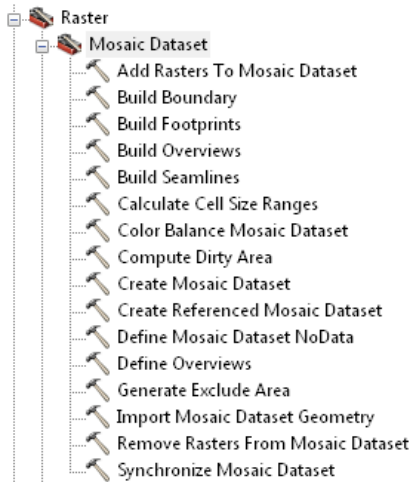 Raster
Mosaic Dataset
Add Rasters To Mosaic Dataset
Build Boundary
Build Footprints
Build Overviews
Build Seamlines
Calculate Cell Size Ranges
Color Balance Mosaic Dataset
Compute Dirty Area
Create Mosaic Dataset
Create Referenced Mosaic Dataset
Define Mosaic Dataset NoData
Define Overviews
Generate Exclude Area
Import Mosaic Dataset Geometry
Remove Rasters From Mosaic Dataset
Synchronize Mosaic Dataset